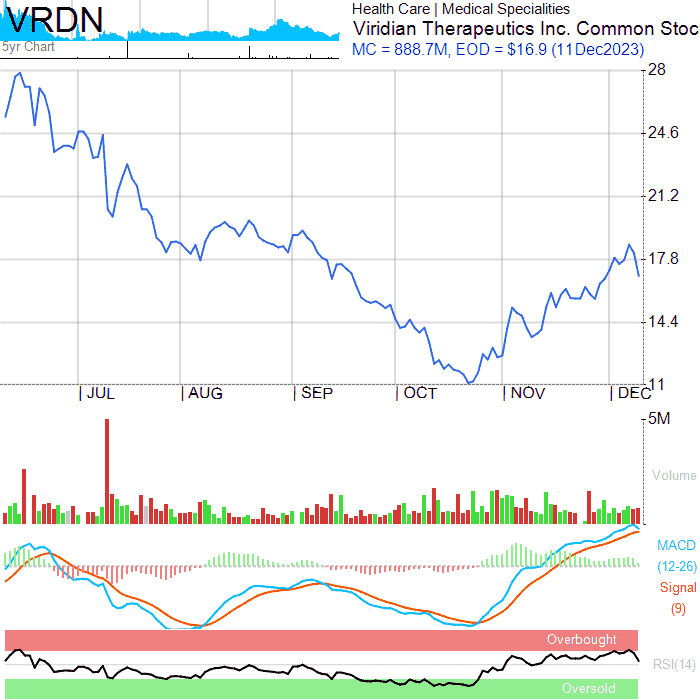 VRDN
5yr Chart
Health Care | Medical Specialities
Viridian Therapeutics Inc. Common Stoc
MC = 888.7M, EOD = $16.9 (11Dec2023)
28
24.6
21.2
17.8
14.4
11
JUL
AUG
SEP
OCT
NOV
DEC
5M
Volume
MACD
(12-26)
Signal
(9)
Overbought
RSI(14)
Oversold